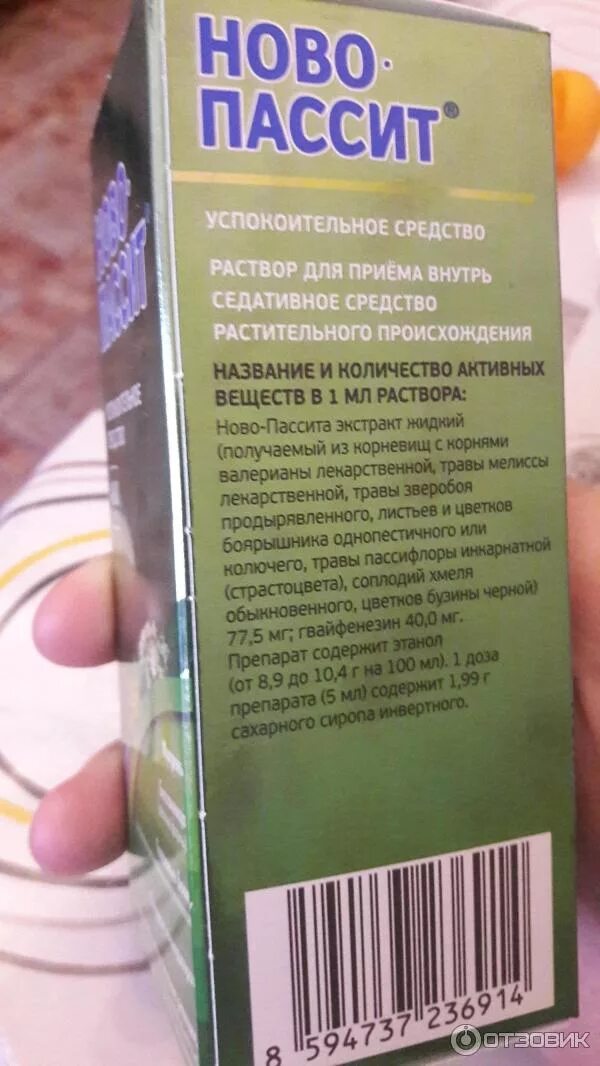 НОВО-
ПАССИТ®
УСПОКОИТЕЛЬНОЕ СРЕДСТВО
РАСТВОР ДЛЯ ПРИЁМА ВНУТРЬ
СЕДАТИВНОЕ СРЕДСТВО
РАСТИТЕЛЬНОГО ПРОИСХОЖДЕНИЯ
НАЗВАНИЕ И КОЛИЧЕСТВО АКТИВНЫХ
ВЕЩЕСТВ В 1 МЛ РАСТВОРА:
Ново-Пассита экстракт жидкий
(получаемый из корневищ с корнями
валерианы лекарственной, травы мелиссы
лекарственной, травы зверобоя
продырявленного, листьев и цветков
боярышника однопестичного или
колючего, травы пассифлоры инкарнатной
(страстоцвета), соплодий хмеля
обыкновенного, цветков бузины черной)
77,5 мг; гвайфенезин 40,0 мг.
Препарат содержит этанол
(от 8,9 до 10,4 г на 100 мл). 1 доза
препарата (5 мл) содержит 1,99 г
сахарного сиропа инвертного.
8 594737 236914
НОВО-
ПАССИТ
ОТЗОВИК